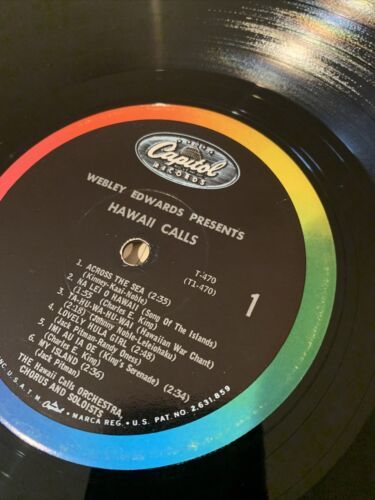 Capitol
RECORDS
WEBLEY EDWARDS PRESENTS
HAWAII CALLS
T-470
(T1-470)
1
1. ACROSS THE SEA (2:35)
(Kinney-Kaai-Noble)
2. NA LEI O HAWAII (Song Of The Islands)
(1:55) (Charles E. King)
3. TA-HU-WA-HU-WAI (Hawaiian War Chant)
(2:18) (Johnny Noble-Leleiohaku)
4. LOVELY HULA GIRL (2:48)
(Jack Pitman-Randy Oness)
5. IMI AU IA OE (King's Serenade) (2:34)
(Charles E. King)
6. MY ISLAND (2:36)
(Jack Pitman)
THE Hawaii Calls ORCHESTRA,
CHORUS AND SOLOISTS
INC. U.S.A. T.M. MARCA REG. • U.S. PAT. NO. 2,631,859